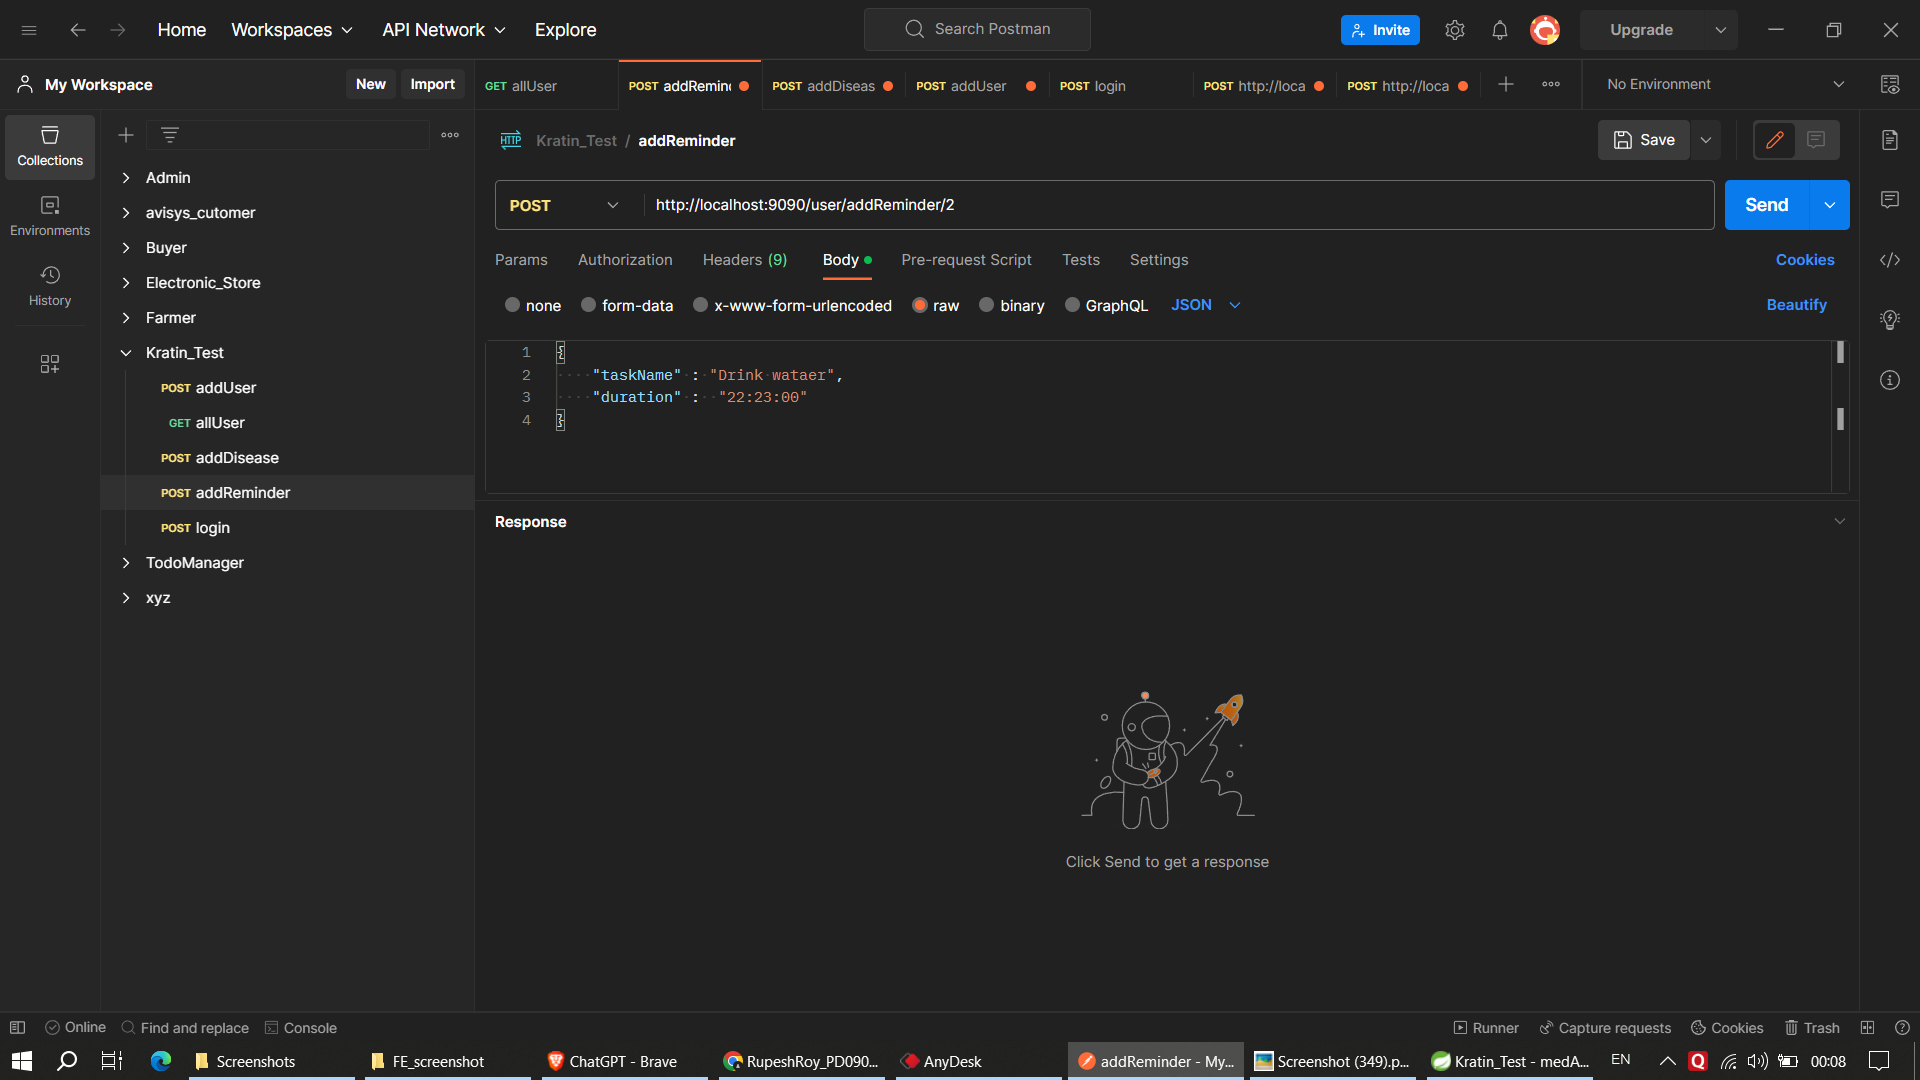 Home Workspaces API Network Explore Search Postman Invite Upgrade
My Workspace New Import GET allUser POST addRemin POST addDiseas POST addUser POST login POST http://loca POST http://loca No Environment
Collections
Environments
History
Admin
avisys_cutomer
Buyer
Electronic_Store
Farmer
Kratin_Test
POST addUser
GET allUser
POST addDisease
POST addReminder
POST login
TodoManager
xyz
HTTP Kratin_Test / addReminder Save
POST http://localhost:9090/user/addReminder/2 Send
Params Authorization Headers (9) Body Pre-request Script Tests Settings Cookies
none form-data x-www-form-urlencoded raw binary GraphQL JSON Beautify
1 {
2 "taskName" : "Drink wataer",
3 "duration" : "22:23:00"
4 }
Response
Click Send to get a response
Online Find and replace Console Runner Capture requests Cookies Trash
Screenshots FE_screenshot ChatGPT - Brave RupeshRoy_PD090... AnyDesk addReminder - My... Screenshot (349).p... Kratin_Test - medA... EN Q 00:08